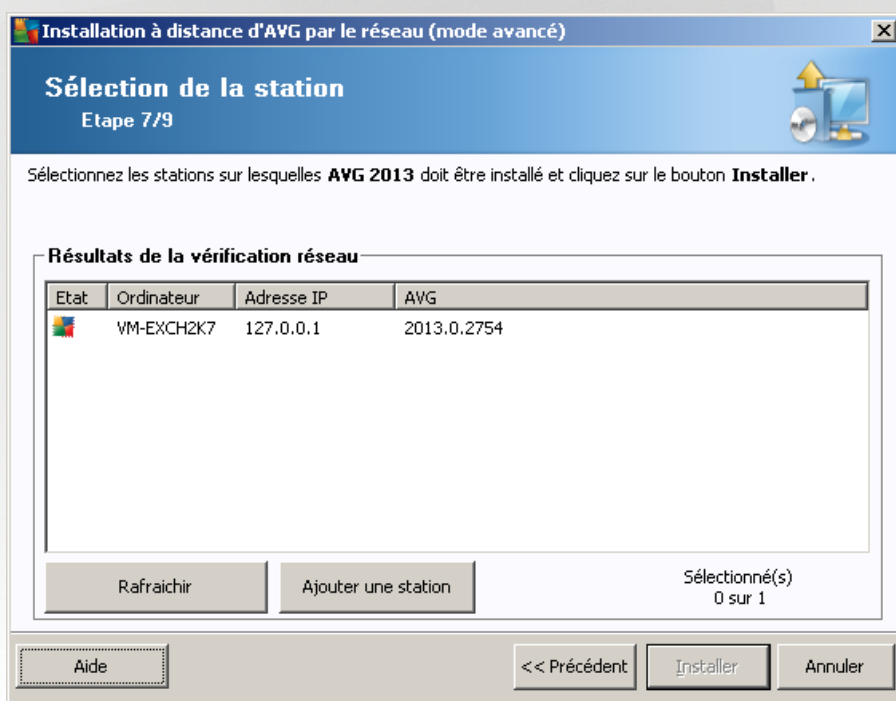 Installation à distance d'AVG par le réseau (mode avancé)
Sélection de la station
Etape 7/9
Sélectionnez les stations sur lesquelles AVG 2013 doit être installé et cliquez sur le bouton Installer.
Résultats de la vérification réseau
Etat Ordinateur Adresse IP AVG
VM-EXCH2K7 127.0.0.1 2013.0.2754
Rafraichir Ajouter une station Sélectionné(s)
0 sur 1
Aide << Précédent Installer Annuler